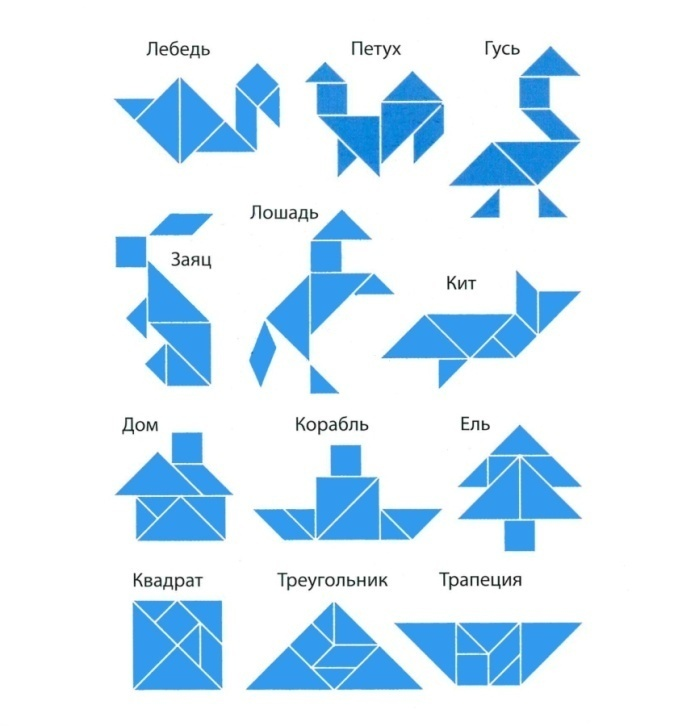 Лебедь
Петух
Гусь
Лошадь
Заяц
Кит
Дом
Корабль
Ель
Квадрат
Треугольник
Трапеция